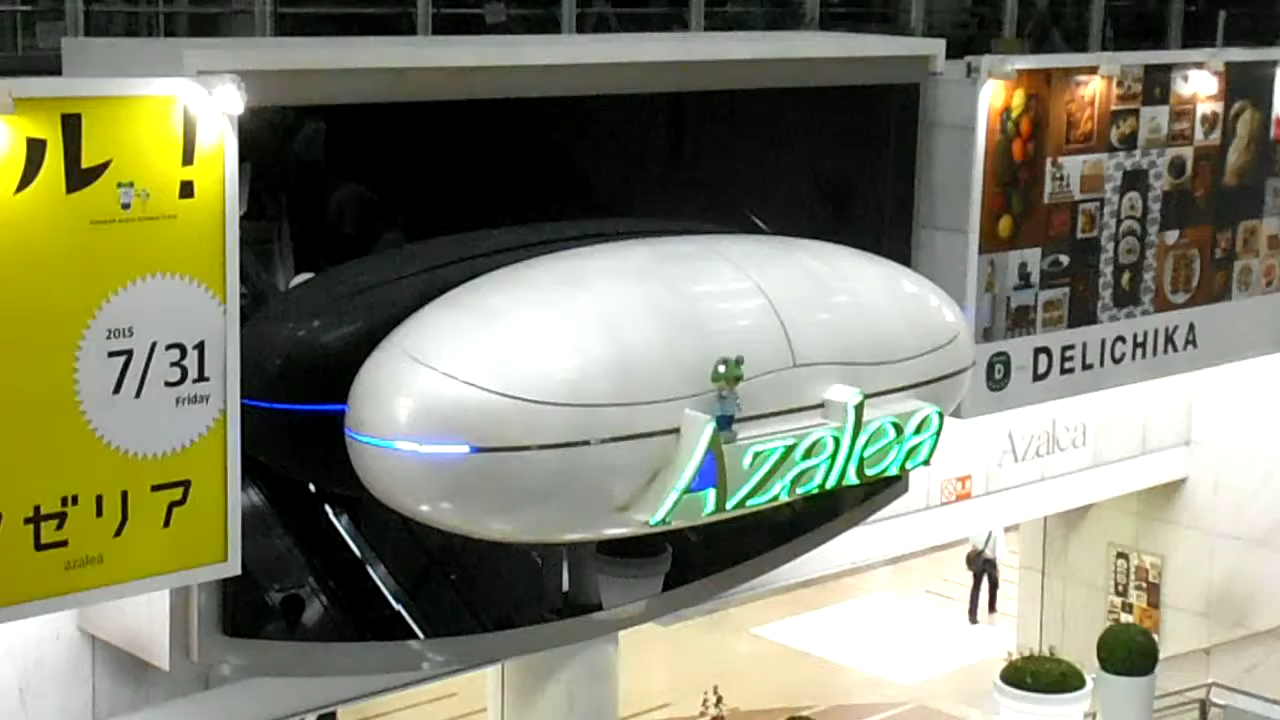 ル!
2015
7/31
Friday
ゼリア
azalea
Azalea
D
DELICHIKA
Azalea